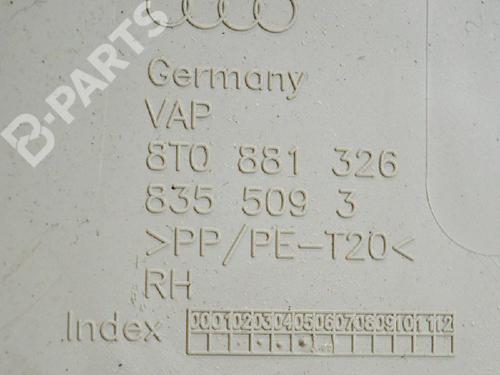 B-PARTS
Germany
VAP
8T0 881 326
835 509 3
>PP/PE-T20<
RH
Index 00 01 02 03 04 05 06 07 08 09 10 11 12